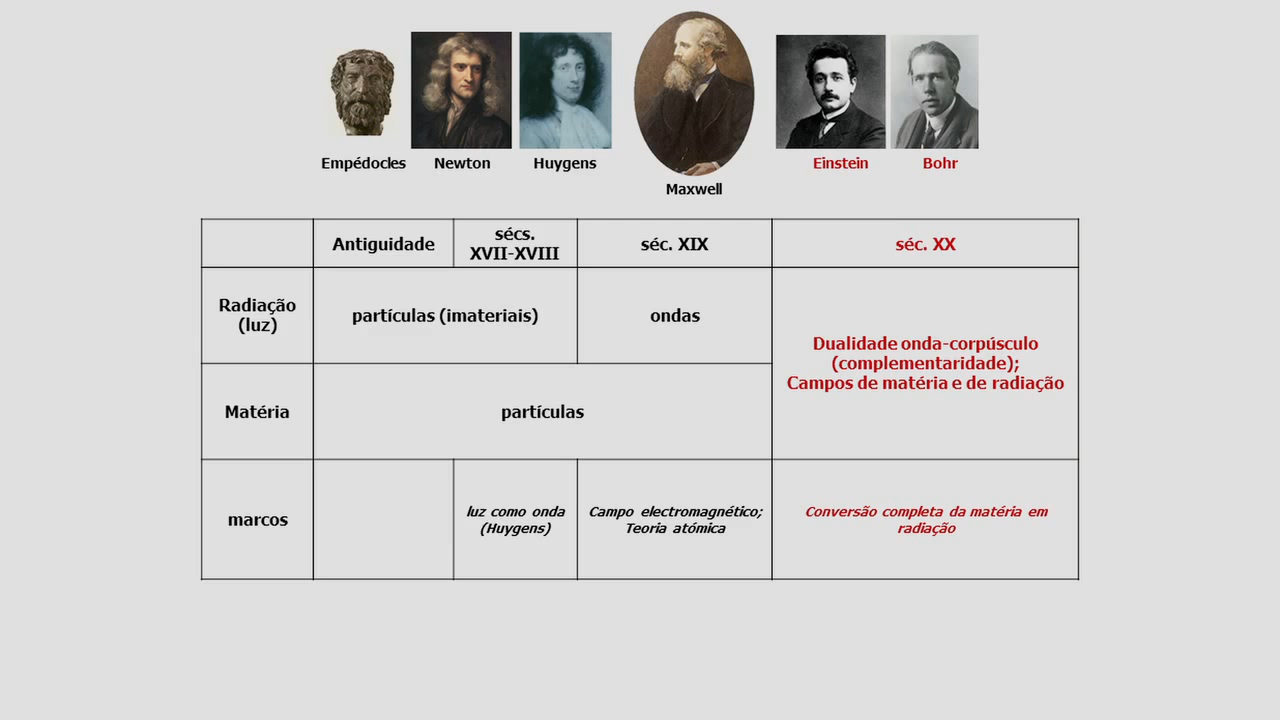 Empédocles
Newton
Huygens
Maxwell
Einstein
Bohr
Antiguidade
sécs.
XVII-XVIII
séc. XIX
séc. XX
Radiação
(luz)
partículas (imateriais)
ondas
Dualidade onda-corpúsculo
(complementaridade);
Campos de matéria e de radiação
Matéria
partículas
marcos
luz como onda
(Huygens)
Campo electromagnético;
Teoria atómica
Conversão completa da matéria em
radiação